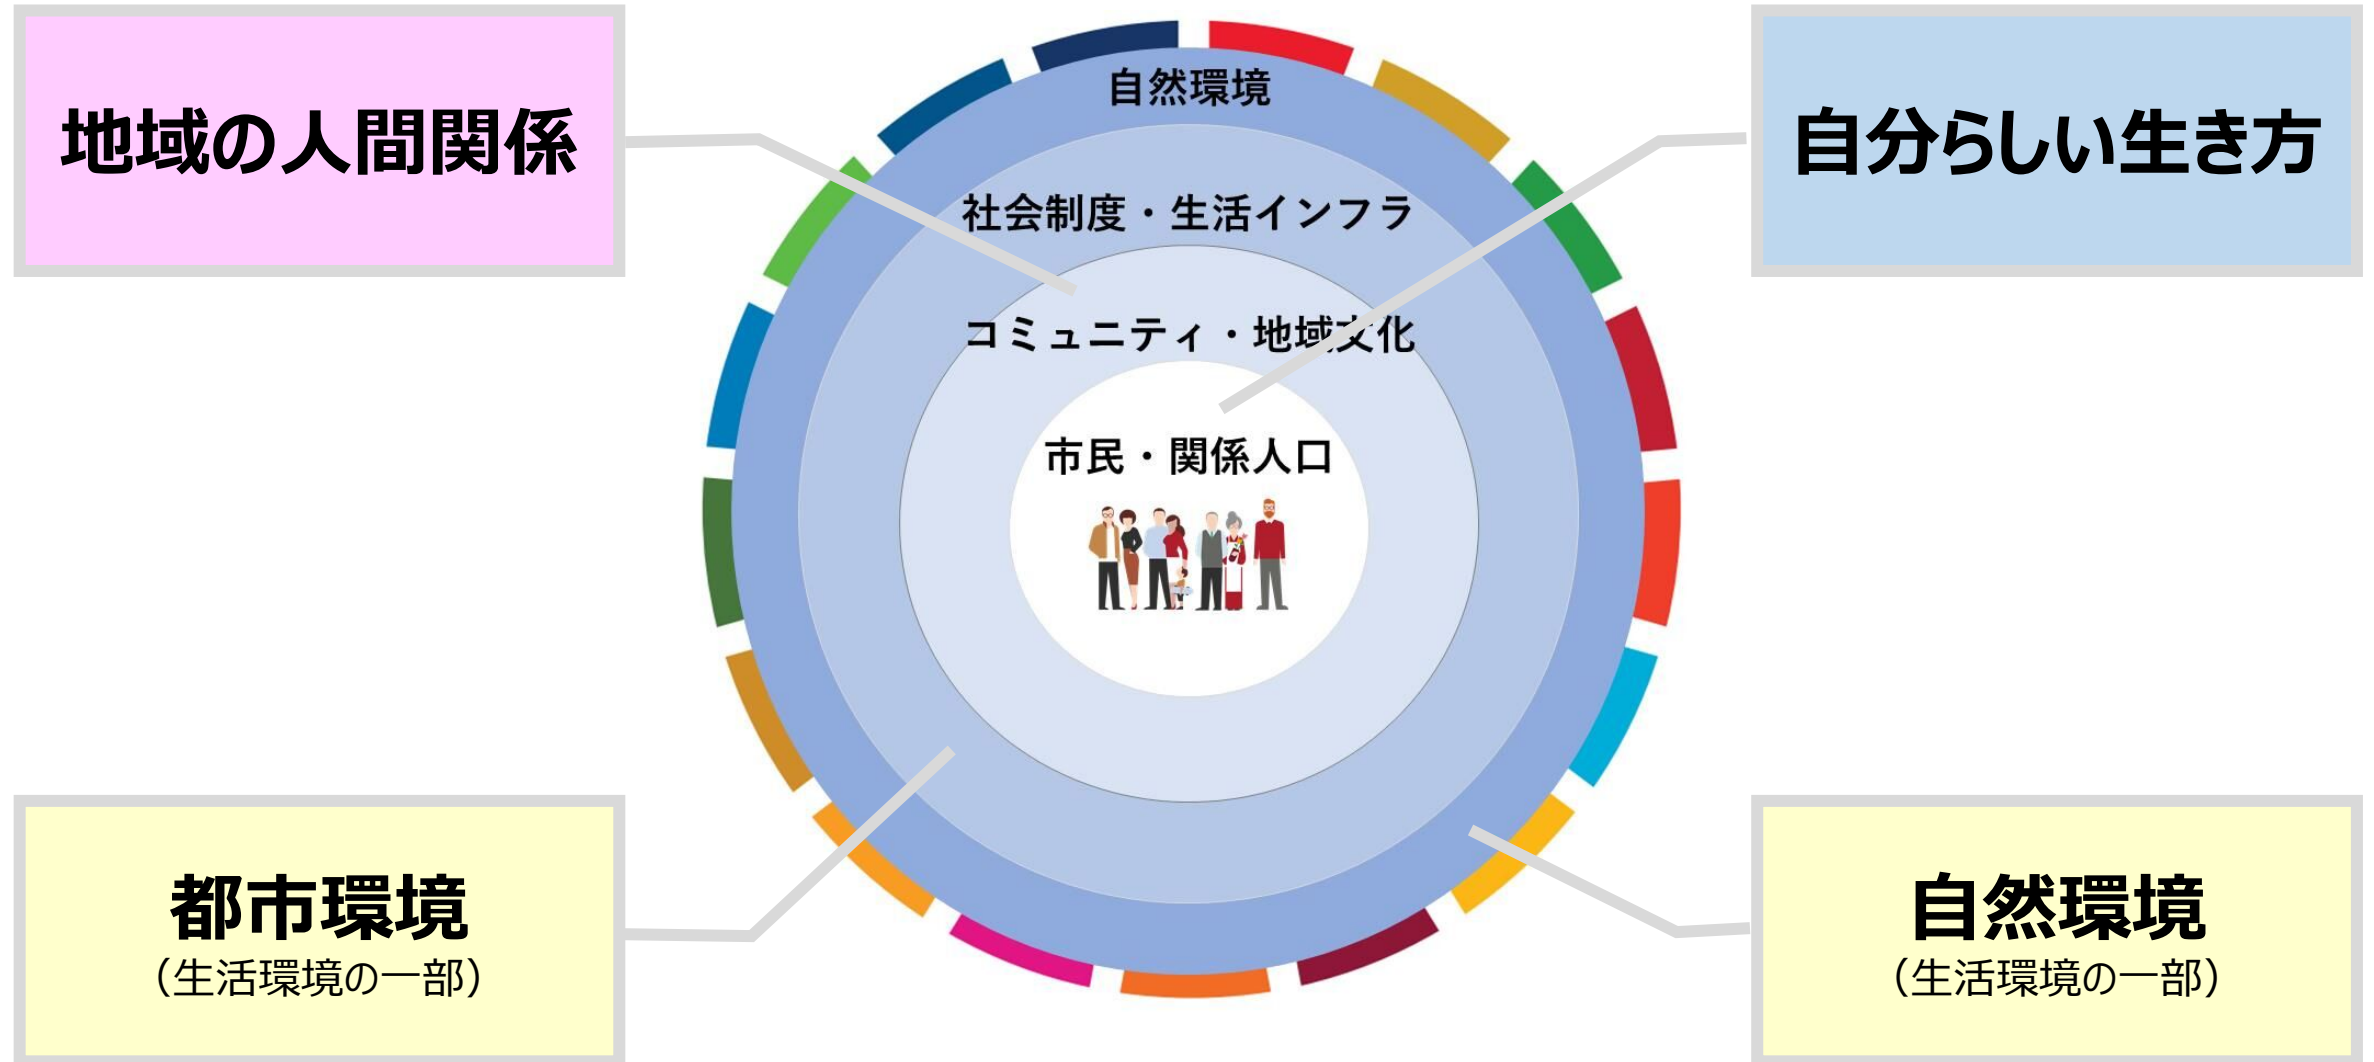 地域の人間関係
自分らしい生き方
自然環境
社会制度・生活インフラ
コミュニティ・地域文化
市民・関係人口
都市環境
（生活環境の一部）
自然環境
（生活環境の一部）